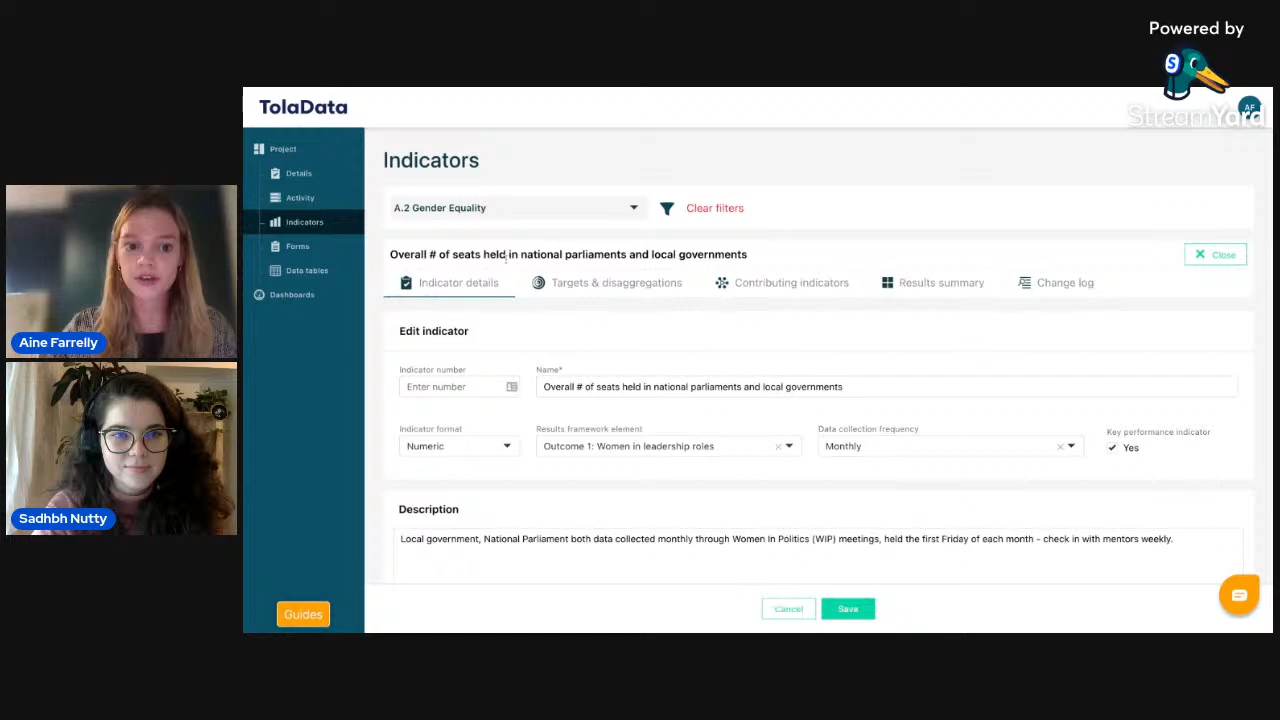 Powered by
S
StreamYard
TolaData
AF
Project
Details
Activity
Indicators
Forms
Data tables
Dashboards
Guides
Indicators
A.2 Gender Equality
Clear filters
Overall # of seats held in national parliaments and local governments
Close
Indicator details
Targets & disaggregations
Contributing indicators
Results summary
Change log
Edit indicator
Indicator number
Name*
Enter number
Overall # of seats held in national parliaments and local governments
Indicator format
Results framework element
Data collection frequency
Key performance indicator
Numeric
Outcome 1: Women in leadership roles
Monthly
Yes
Description
Local government, National Parliament both data collected monthly through Women in Politics (WIP) meetings, held the first Friday of each month - check in with mentors weekly.
Cancel
Save
Aine Farrelly
Sadhbh Nutty